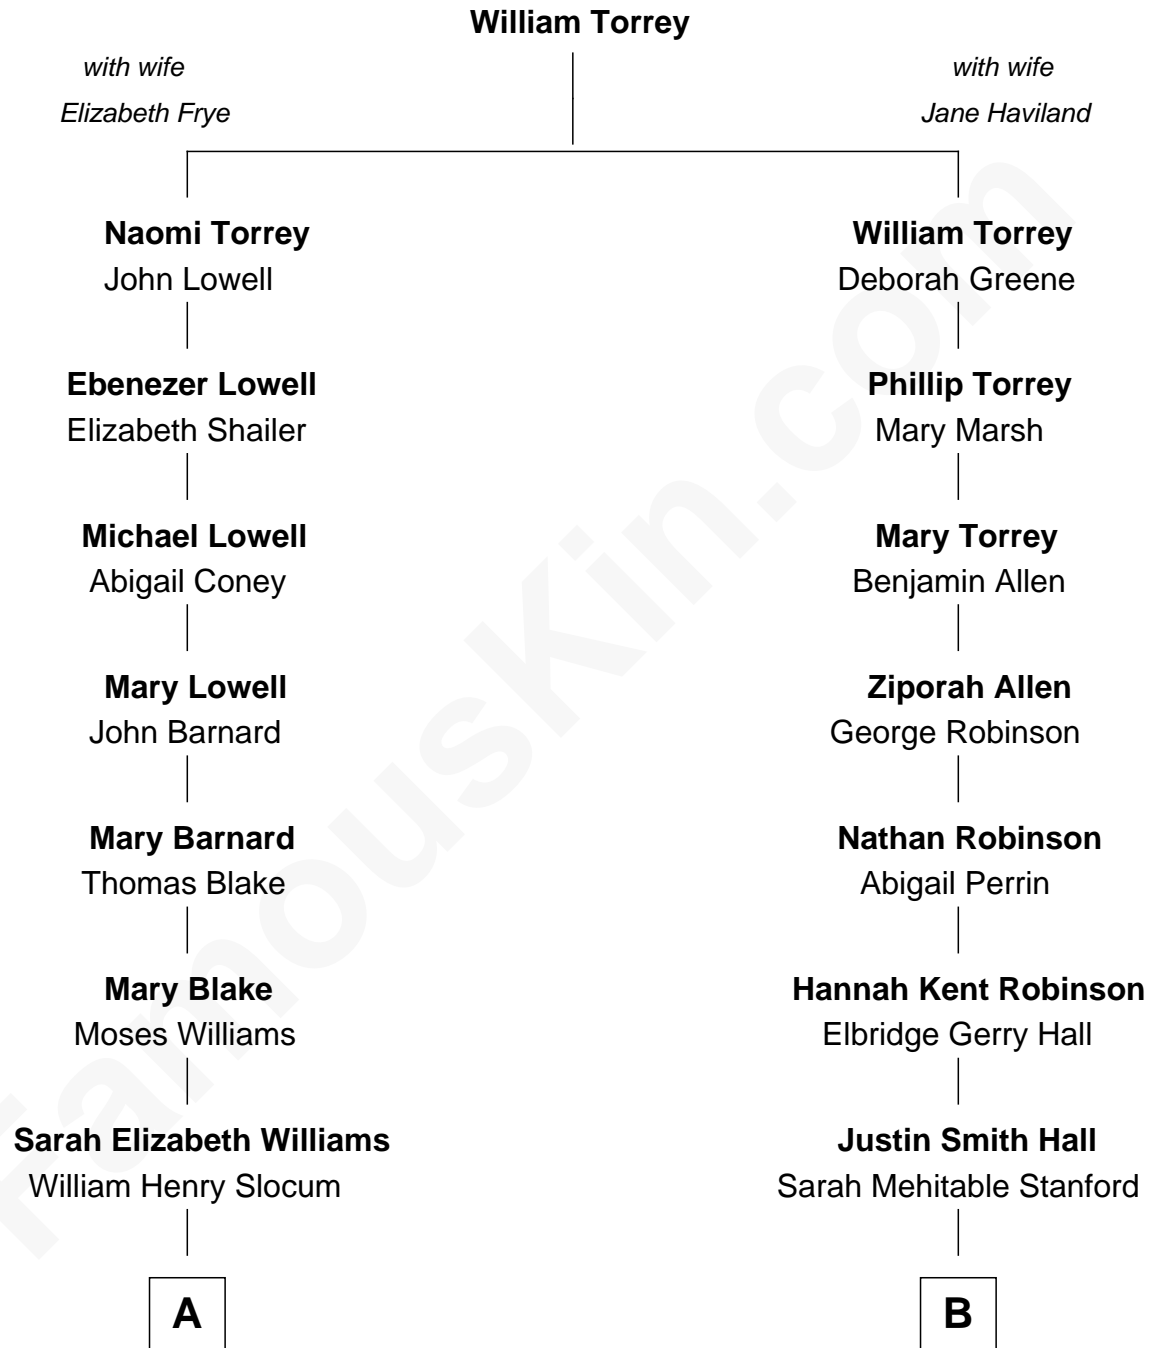 William Torrey
with wife
Elizabeth Frye
with wife
Jane Haviland
Naomi Torrey
John Lowell
William Torrey
Deborah Greene
Ebenezer Lowell
Elizabeth Shailer
Phillip Torrey
Mary Marsh
Michael Lowell
Abigail Coney
Mary Torrey
Benjamin Allen
Mary Lowell
John Barnard
Ziporah Allen
George Robinson
Mary Barnard
Thomas Blake
Nathan Robinson
Abigail Perrin
Mary Blake
Moses Williams
Hannah Kent Robinson
Elbridge Gerry Hall
Sarah Elizabeth Williams
William Henry Slocum
Justin Smith Hall
Sarah Mehitable Stanford
A
B
FamousKin.com